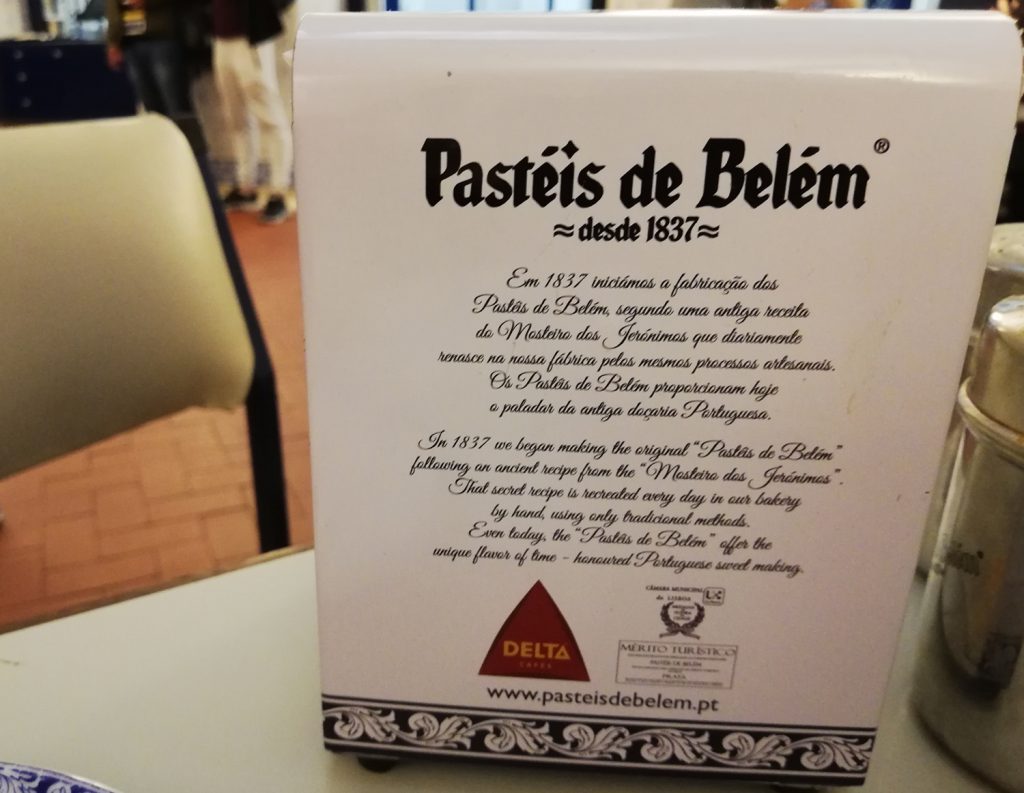 Pastéis de Belém®
≈desde 1837≈
Em 1837 iniciámos a fabricação dos
Pastéis de Belém, segundo uma antiga receita
do Mosteiro dos Jerónimos que diariamente
renasce na nossa fábrica pelos mesmos processos artesanais.
Os Pastéis de Belém proporcionam hoje
o paladar da antiga doçaria Portuguesa.
In 1837 we began making the original "Pastéis de Belém"
following an ancient recipe from the "Mosteiro dos Jerónimos".
That secret recipe is recreated every day in our bakery
by hand, using only tradicional methods.
Even today, the "Pastéis de Belém" offer the
unique flavor of time - honoured Portuguese sweet making.
CÂMARA MUNICIPAL
de LISBOA
DELTA
CAFÉS
MÉRITO TURÍSTICO
PASTÉIS DE BELÉM
PRATA
www.pasteisdebelem.pt